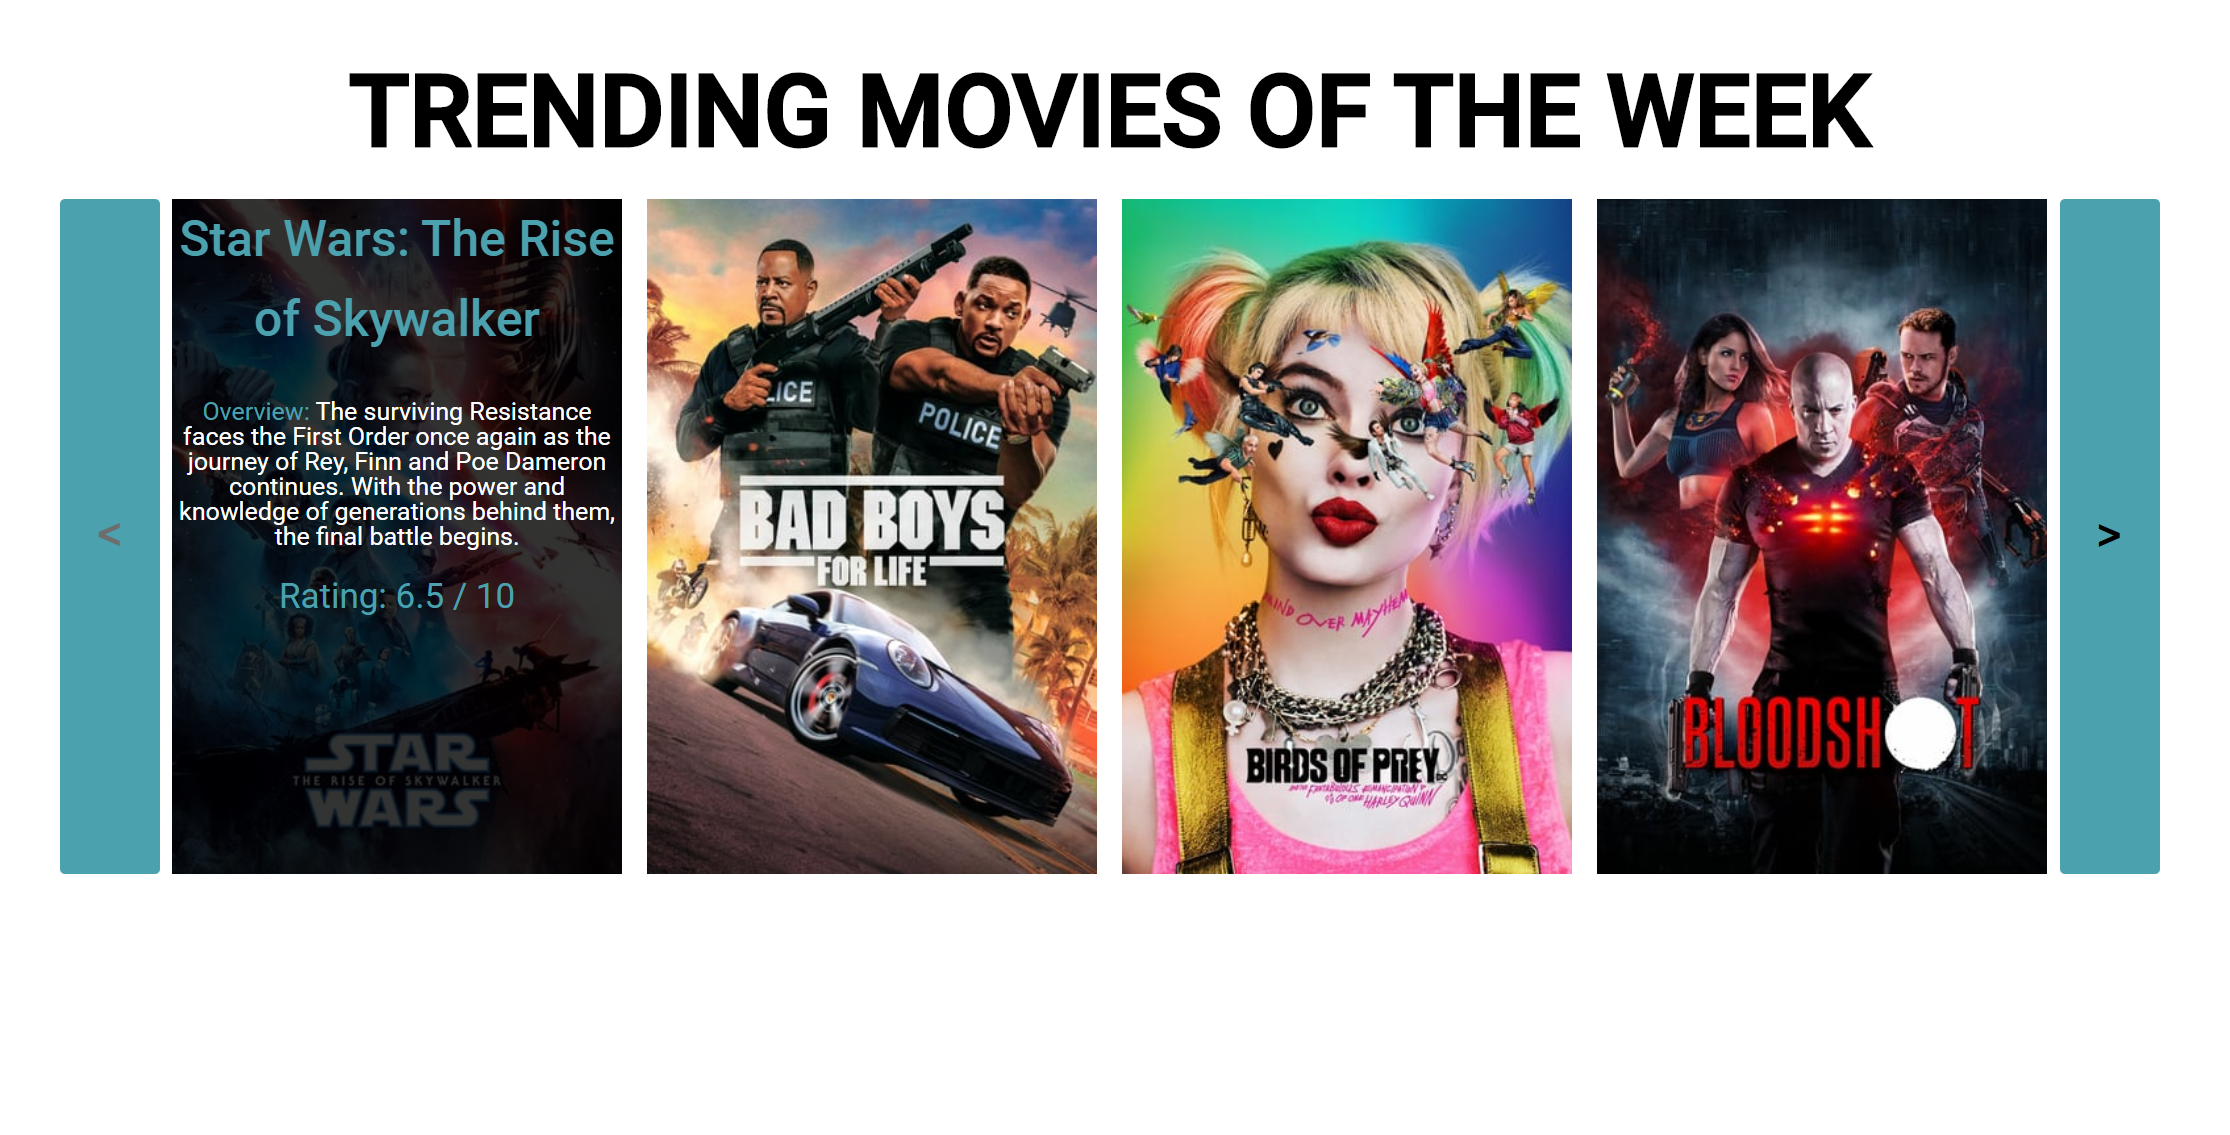 TRENDING MOVIES OF THE WEEK
<
Star Wars: The Rise
of Skywalker
Overview: The surviving Resistance
faces the First Order once again as the
journey of Rey, Finn and Poe Dameron
continues. With the power and
knowledge of generations behind them,
the final battle begins.
Rating: 6.5 / 10
STAR
THE RISE OF SKYWALKER
WARS
LICE
POLICE
BAD BOYS
FOR LIFE
MIND OVER MAYHEM
BIRDS OF PREY
AND THE FANTABULOUS EMANCIPATION
OF ONE HARLEY QUINN
BLOODSHOT
>